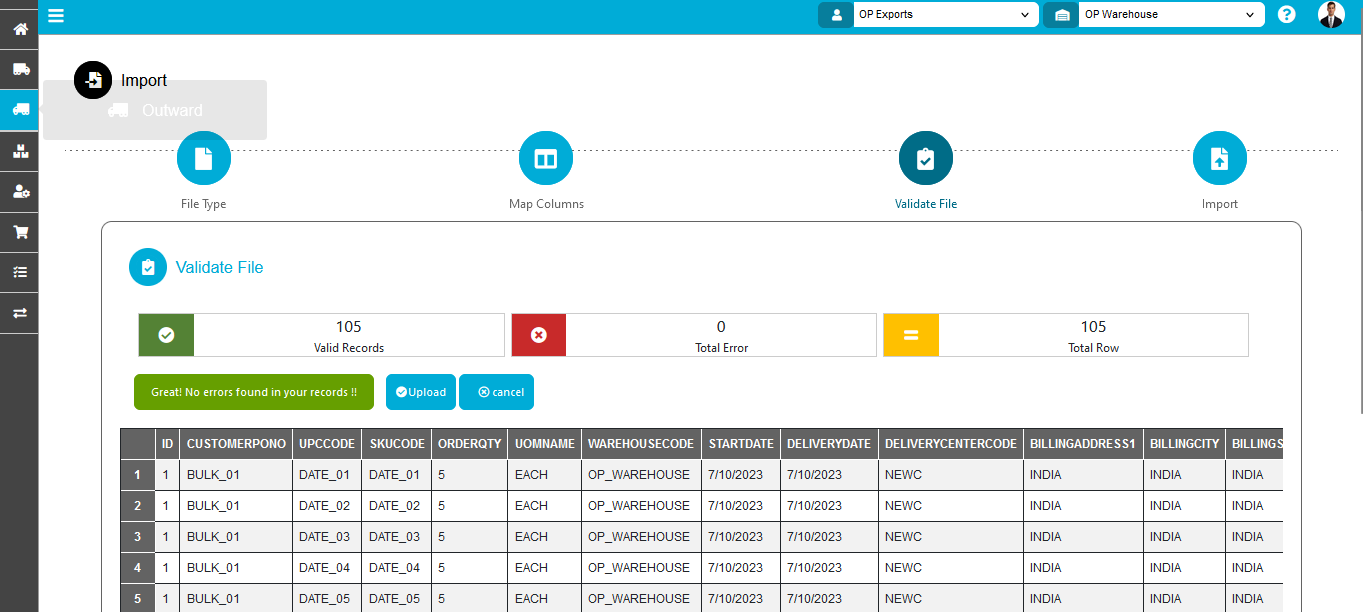 OP Exports OP Warehouse
Import
Outward
File Type Map Columns Validate File Import
Validate File
105 0 105
Valid Records Total Error Total Row
Great! No errors found in your records !! Upload cancel
ID CUSTOMERPONO UPCCODE SKUCODE ORDERQTY UOMNAME WAREHOUSECODE STARTDATE DELIVERYDATE DELIVERYCENTERCODE BILLINGADDRESS1 BILLINGCITY BILLINGS
1 1 BULK_01 DATE_01 DATE_01 5 EACH OP_WAREHOUSE 7/10/2023 7/10/2023 NEWC INDIA INDIA INDIA
2 1 BULK_01 DATE_02 DATE_02 5 EACH OP_WAREHOUSE 7/10/2023 7/10/2023 NEWC INDIA INDIA INDIA
3 1 BULK_01 DATE_03 DATE_03 5 EACH OP_WAREHOUSE 7/10/2023 7/10/2023 NEWC INDIA INDIA INDIA
4 1 BULK_01 DATE_04 DATE_04 5 EACH OP_WAREHOUSE 7/10/2023 7/10/2023 NEWC INDIA INDIA INDIA
5 1 BULK_01 DATE_05 DATE_05 5 EACH OP_WAREHOUSE 7/10/2023 7/10/2023 NEWC INDIA INDIA INDIA